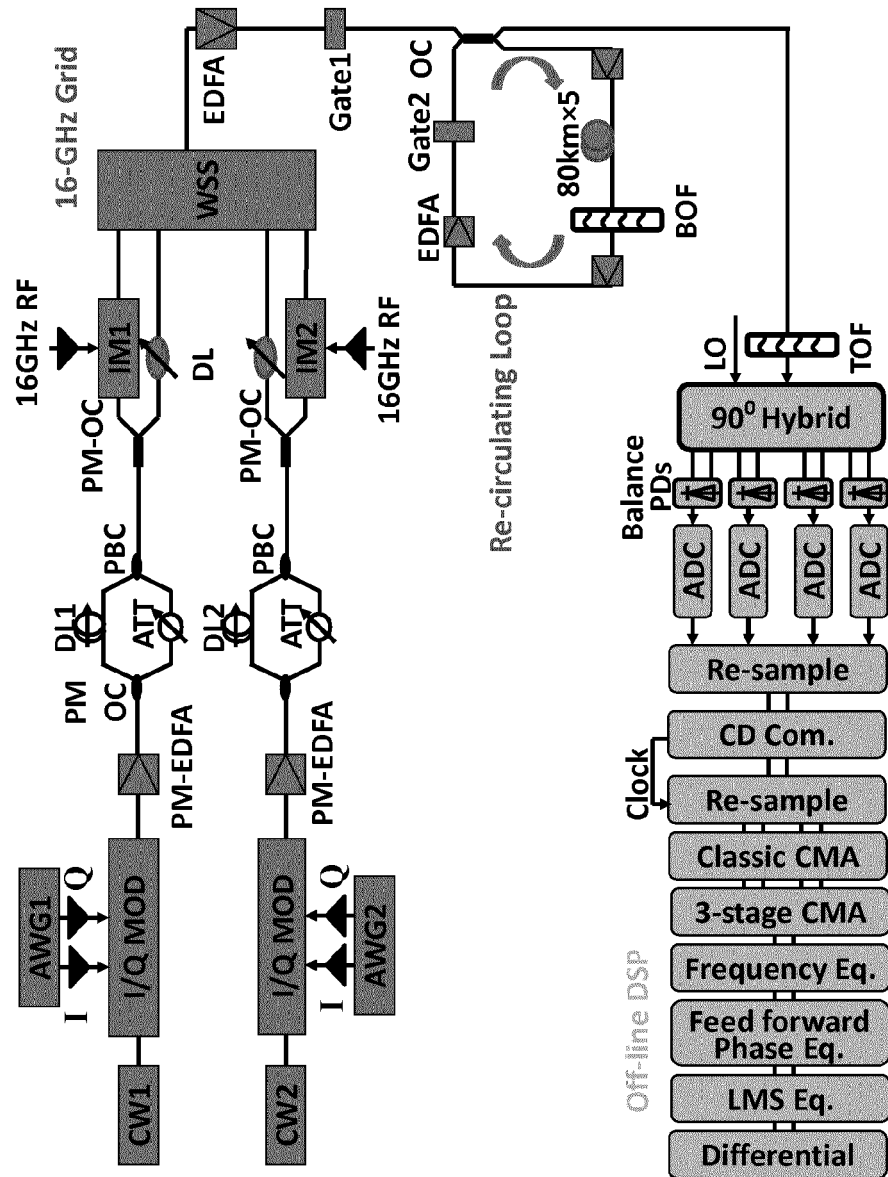 CW1
I/Q MOD
AWG1
I
Q
PM-EDFA
PM
OC
DL1
ATT
PBC
PM-OC
16GHz RF
IM1
DL
WSS
16-GHz Grid
EDFA
Gate1
CW2
I/Q MOD
AWG2
I
Q
PM-EDFA
DL2
ATT
PBC
PM-OC
IM2
16GHz RF
Re-circulating Loop
EDFA
Gate2
OC
80km×5
BOF
LO
TOF
90⁰ Hybrid
Balance
PDs
ADC
ADC
ADC
ADC
Re-sample
CD Com.
Clock
Re-sample
Classic CMA
3-stage CMA
Frequency Eq.
Feed forward
Phase Eq.
LMS Eq.
Differential
Off-line DSP